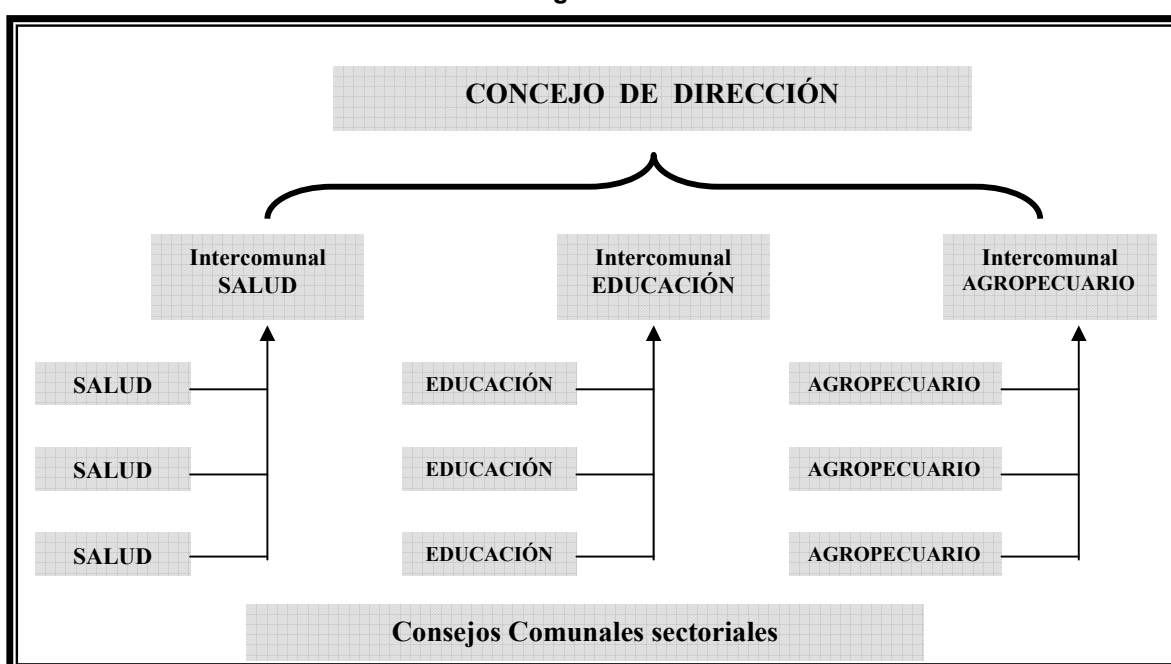 CONCEJO DE DIRECCIÓN
Intercomunal
SALUD
Intercomunal
EDUCACIÓN
Intercomunal
AGROPECUARIO
SALUD
EDUCACIÓN
AGROPECUARIO
SALUD
EDUCACIÓN
AGROPECUARIO
SALUD
EDUCACIÓN
AGROPECUARIO
Consejos Comunales sectoriales